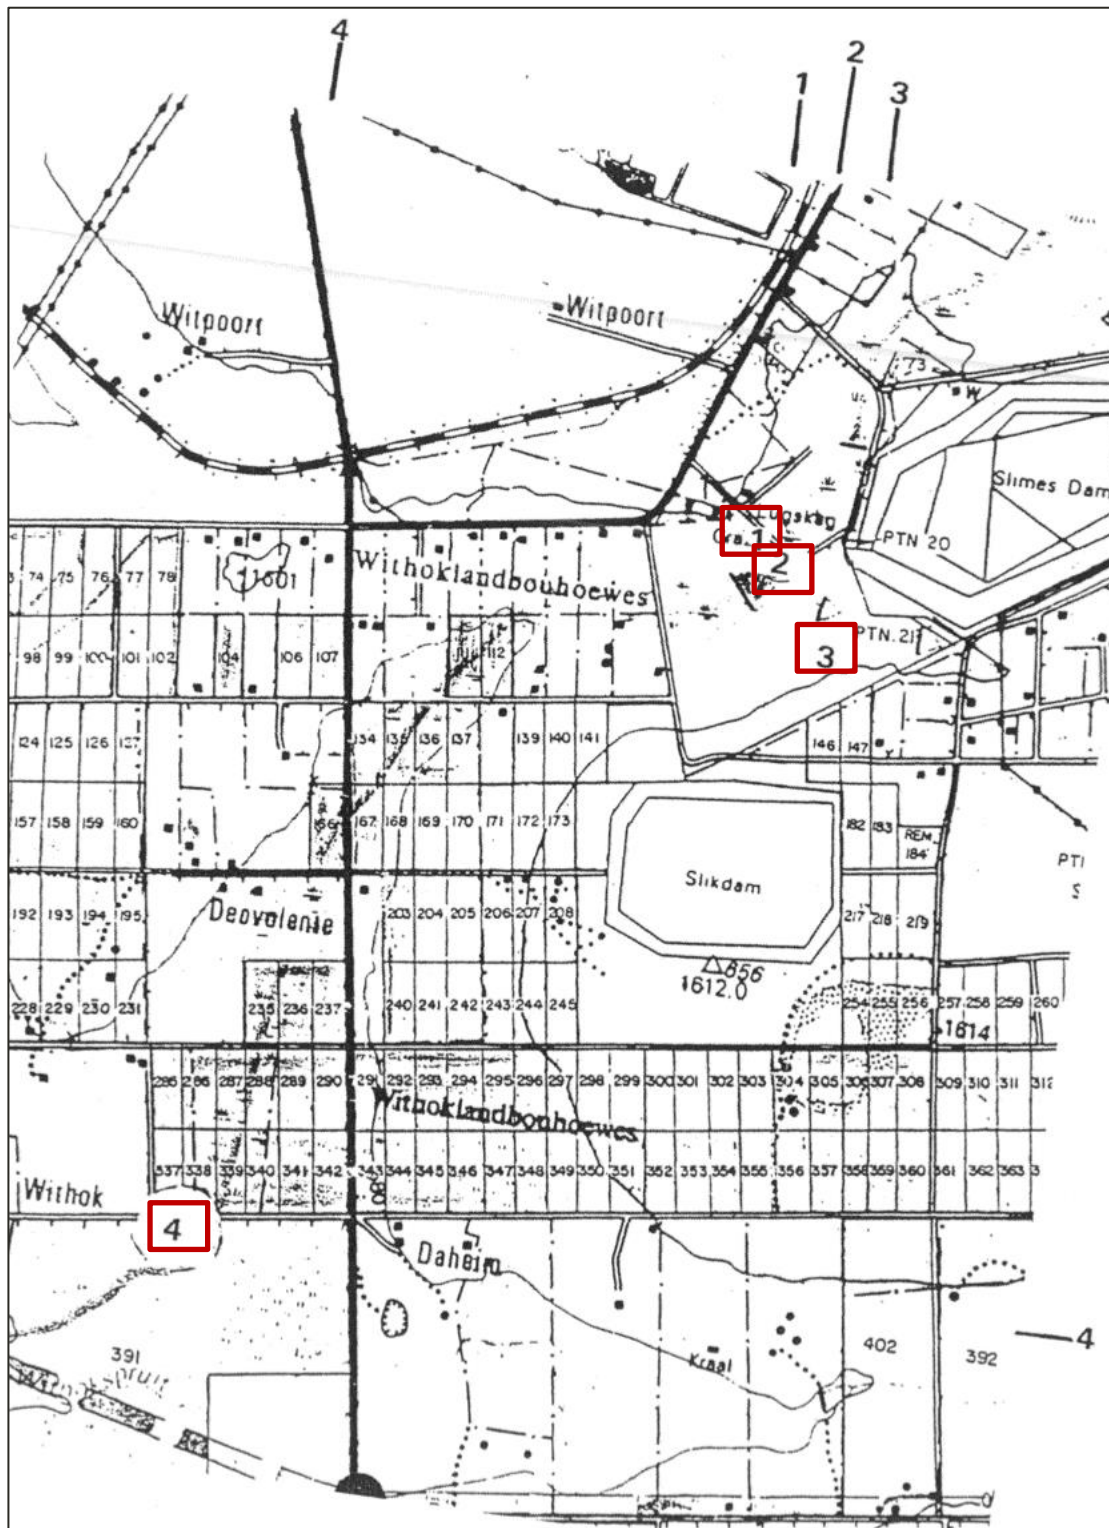 4
2
1
3
Witpoort
Witpoort
73
W
2
Slimes Dam
1
PTN 20
2
Withoklandbouhoewes
1601
74 75 76 77 78
PTN. 21
3
98 99 100 101 102 104 106 107 112
124 125 126 127 134 135 136 137 139 140 141 146 147
157 158 159 160 166 167 168 169 170 171 172 173 182 183 REM
184
Slikdam
192 193 194 195 203 204 205 206 207 208 217 218 219
Deovolente
856
1612.0
228 229 230 231 235 236 237 240 241 242 243 244 245 254 255 256 257 258 259 260
1614
285 286 287 288 289 290 291 292 293 294 295 296 297 298 299 300 301 302 303 304 305 306 307 308 309 310 311 312
Withoklandbouhoewes
337 338 339 340 341 342 343 344 345 346 347 348 349 350 351 352 353 354 355 356 357 358 359 360 361 362 363
Withok
4
Daheim
4
391
Kraal
402
392